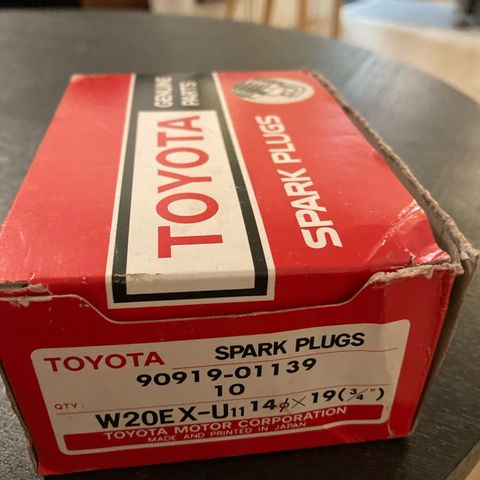 GENUINE
PARTS
TOYOTA
SPARK PLUGS
TOYOTA SPARK PLUGS
90919-01139
QTY: 10
W20EX-U11 14φ×19(3/4")
TOYOTA MOTOR CORPORATION
MADE AND PRINTED IN JAPAN